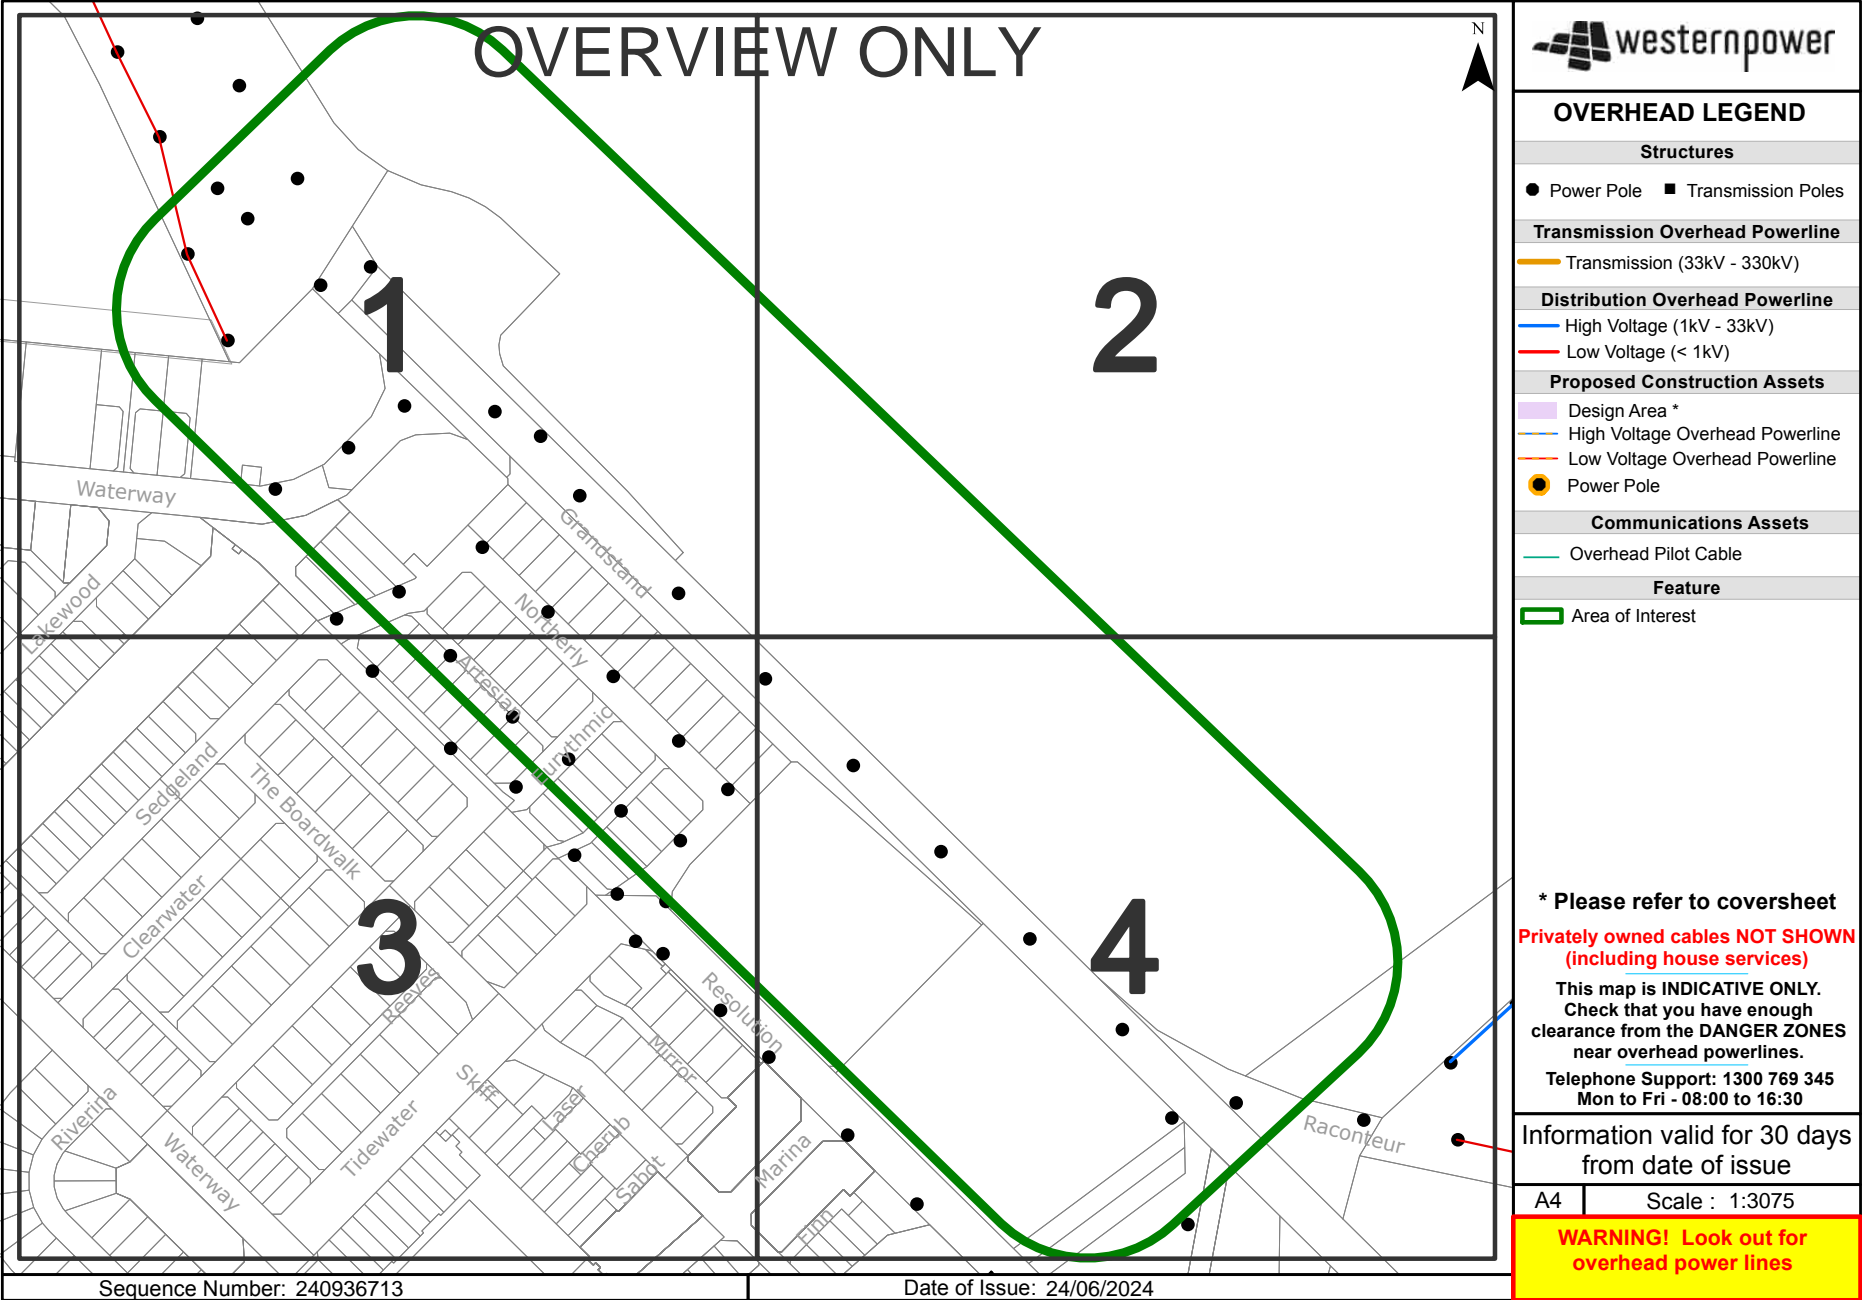 OVERVIEW ONLY
N
1
2
3
4
Waterway
Lakewood
Grandstand
Northerly
Artesian
Eurythmic
Sedgeland
The Boardwalk
Clearwater
Reeves
Resolution
Mirror
Skiff
Laser
Cherub
Sabot
Marina
Finn
Riverina
Waterway
Tidewater
Raconteur
westernpower
OVERHEAD LEGEND
Structures
Power Pole Transmission Poles
Transmission Overhead Powerline
Transmission (33kV - 330kV)
Distribution Overhead Powerline
High Voltage (1kV - 33kV)
Low Voltage (< 1kV)
Proposed Construction Assets
Design Area *
High Voltage Overhead Powerline
Low Voltage Overhead Powerline
Power Pole
Communications Assets
Overhead Pilot Cable
Feature
Area of Interest
* Please refer to coversheet
Privately owned cables NOT SHOWN
(including house services)
This map is INDICATIVE ONLY.
Check that you have enough
clearance from the DANGER ZONES
near overhead powerlines.
Telephone Support: 1300 769 345
Mon to Fri - 08:00 to 16:30
Information valid for 30 days
from date of issue
A4 Scale : 1:3075
WARNING! Look out for
overhead power lines
Sequence Number: 240936713
Date of Issue: 24/06/2024